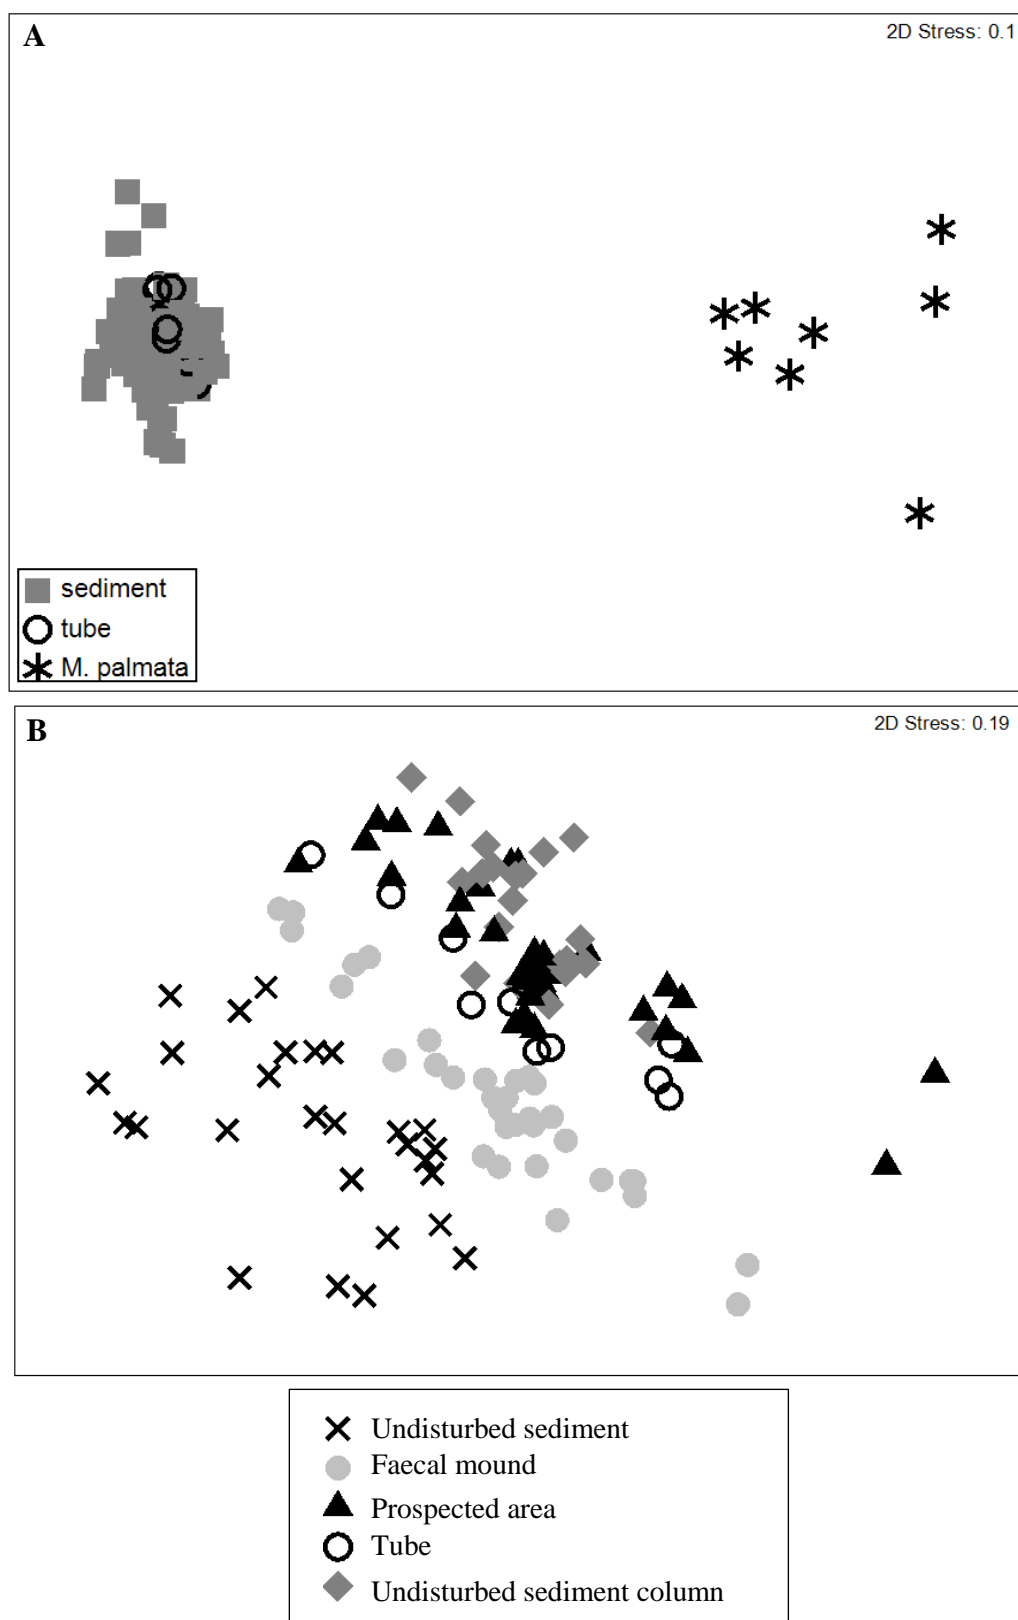 A
2D Stress: 0.1
sediment
tube
M. palmata
B
2D Stress: 0.19
Undisturbed sediment
Faecal mound
Prospected area
Tube
Undisturbed sediment column